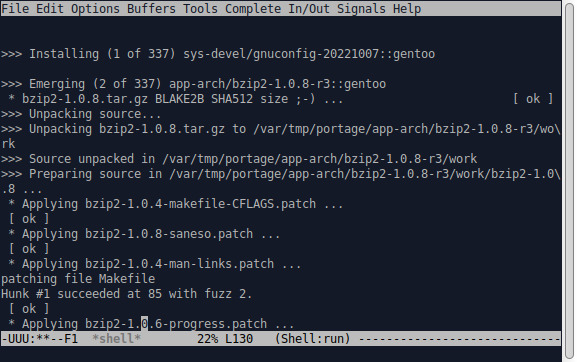 File Edit Options Buffers Tools Complete In/Out Signals Help
>>> Installing (1 of 337) sys-devel/gnuconfig-20221007::gentoo
>>> Emerging (2 of 337) app-arch/bzip2-1.0.8-r3::gentoo
 * bzip2-1.0.8.tar.gz BLAKE2B SHA512 size ;-) ...                        [ ok ]
>>> Unpacking source...
>>> Unpacking bzip2-1.0.8.tar.gz to /var/tmp/portage/app-arch/bzip2-1.0.8-r3/wo\
rk
>>> Source unpacked in /var/tmp/portage/app-arch/bzip2-1.0.8-r3/work
>>> Preparing source in /var/tmp/portage/app-arch/bzip2-1.0.8-r3/work/bzip2-1.0\
.8 ...
 * Applying bzip2-1.0.4-makefile-CFLAGS.patch ...
 [ ok ]
 * Applying bzip2-1.0.8-saneso.patch ...
 [ ok ]
 * Applying bzip2-1.0.4-man-links.patch ...
patching file Makefile
Hunk #1 succeeded at 85 with fuzz 2.
 [ ok ]
 * Applying bzip2-1.0.6-progress.patch ...
-UUU:**--F1  *shell*        22% L130   (Shell:run) -----------------------------